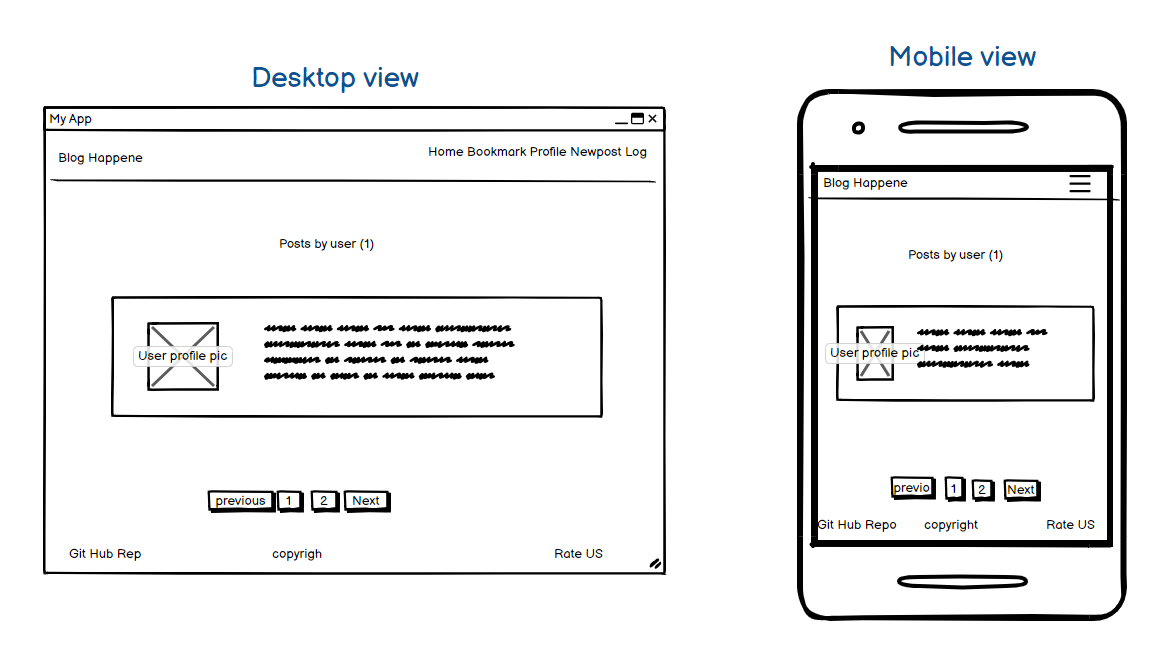 Desktop view
My App
Blog Happene
Home Bookmark Profile Newpost Log
Posts by user (1)
User profile pic
previous 1 2 Next
Git Hub Rep copyrigh Rate US
Mobile view
Blog Happene
Posts by user (1)
User profile pic
previo 1 2 Next
Git Hub Repo copyright Rate US